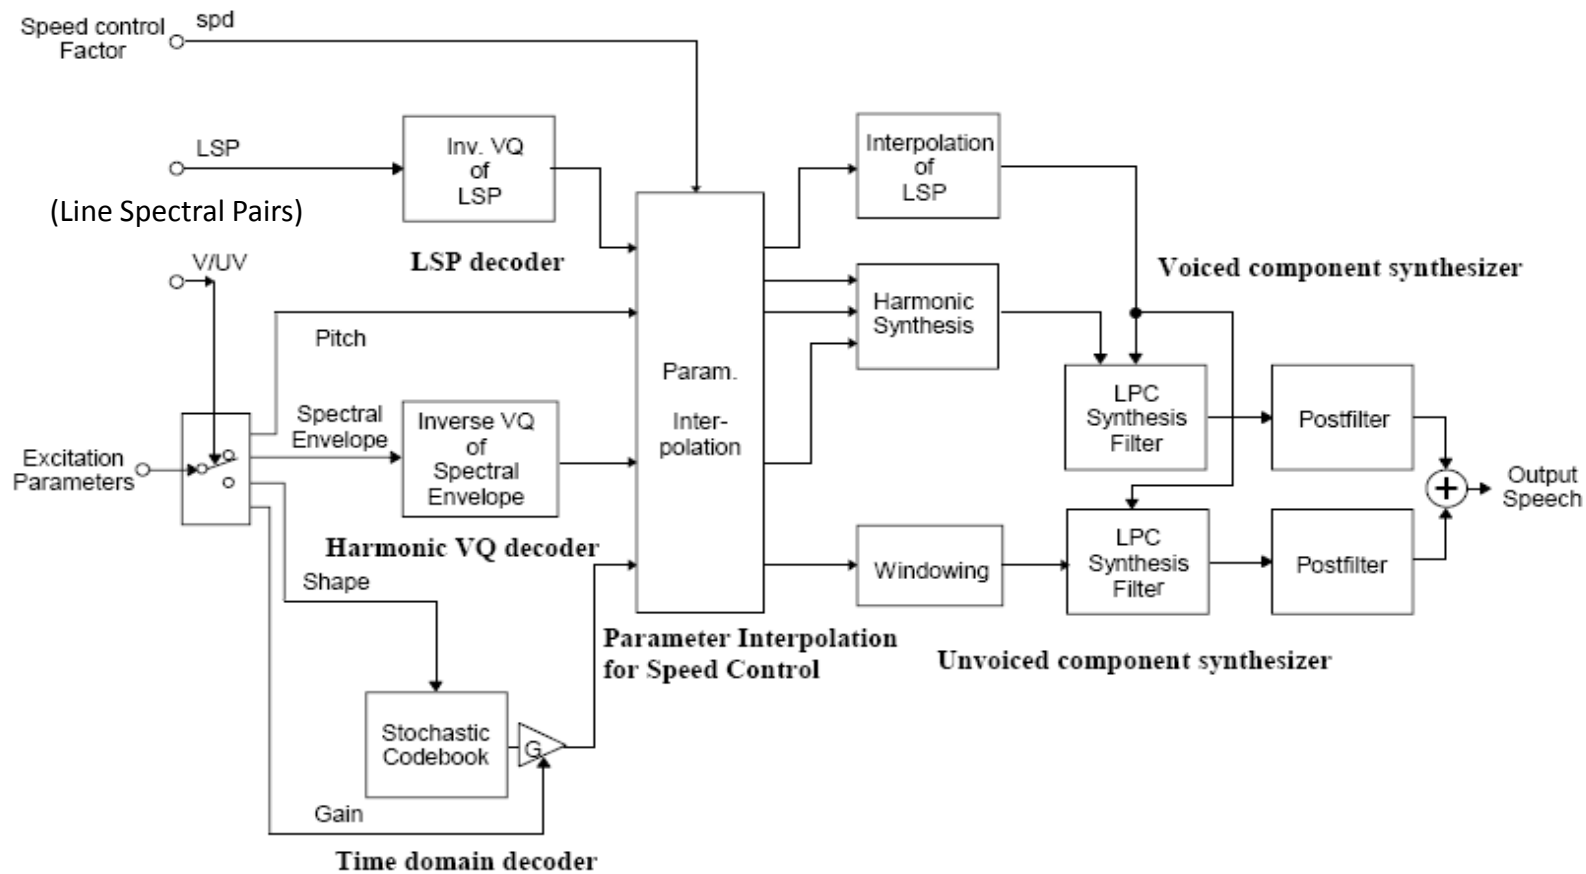 Speed control
Factor
spd
LSP
(Line Spectral Pairs)
Inv. VQ
of
LSP
LSP decoder
V/UV
Pitch
Spectral
Envelope
Inverse VQ
of
Spectral
Envelope
Harmonic VQ decoder
Excitation
Parameters
Shape
Stochastic
Codebook
G
Gain
Time domain decoder
Param.
Inter-
polation
Parameter Interpolation
for Speed Control
Interpolation
of
LSP
Harmonic
Synthesis
Voiced component synthesizer
LPC
Synthesis
Filter
Postfilter
Windowing
LPC
Synthesis
Filter
Postfilter
Unvoiced component synthesizer
+
Output
Speech